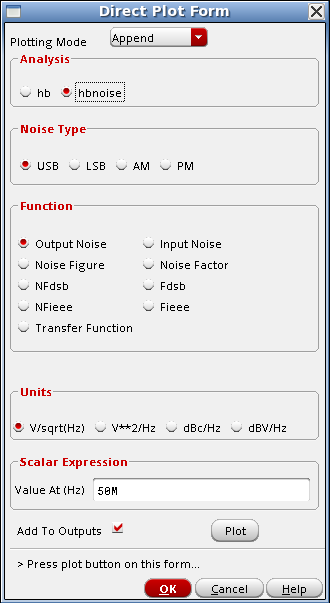 Direct Plot Form
Plotting Mode Append
Analysis
hb hbnoise
Noise Type
USB LSB AM PM
Function
Output Noise Input Noise
Noise Figure Noise Factor
NFdsb Fdsb
NFieee Fieee
Transfer Function
Units
V/sqrt(Hz) V**2/Hz dBc/Hz dBV/Hz
Scalar Expression
Value At (Hz) 50M
Add To Outputs Plot
> Press plot button on this form...
OK Cancel Help